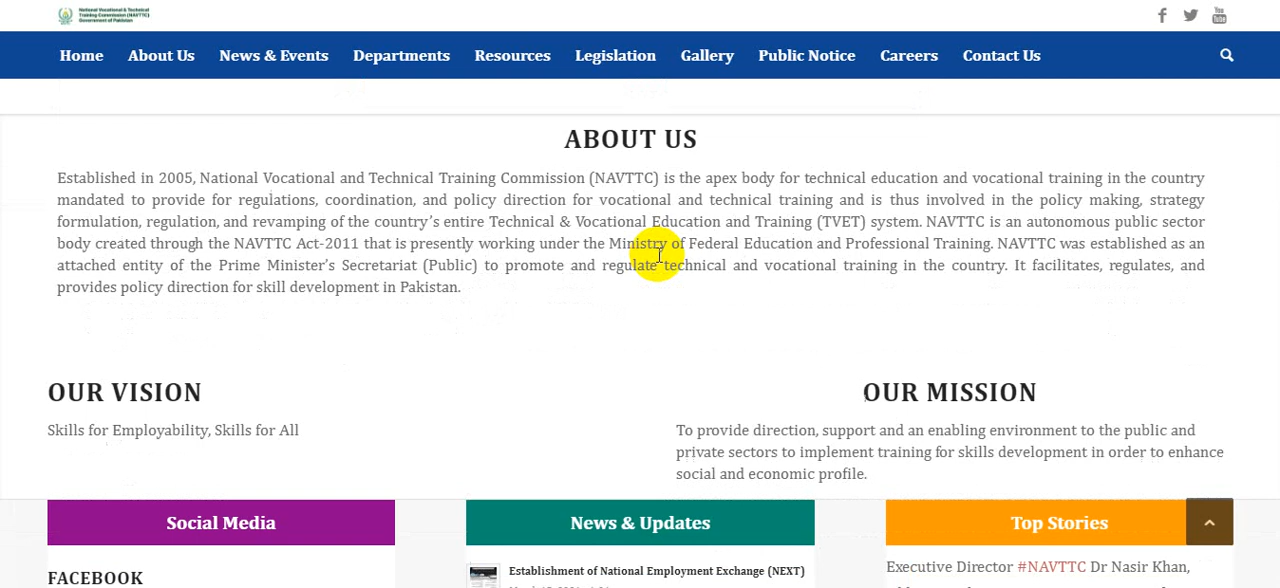 National Vocational & Technical
Training Commission (NAVTTC)
Government of Pakistan
You
Tube
Home About Us News & Events Departments Resources Legislation Gallery Public Notice Careers Contact Us
ABOUT US
Established in 2005, National Vocational and Technical Training Commission (NAVTTC) is the apex body for technical education and vocational training in the country
mandated to provide for regulations, coordination, and policy direction for vocational and technical training and is thus involved in the policy making, strategy
formulation, regulation, and revamping of the country’s entire Technical & Vocational Education and Training (TVET) system. NAVTTC is an autonomous public sector
body created through the NAVTTC Act-2011 that is presently working under the Ministry of Federal Education and Professional Training. NAVTTC was established as an
attached entity of the Prime Minister’s Secretariat (Public) to promote and regulate technical and vocational training in the country. It facilitates, regulates, and
provides policy direction for skill development in Pakistan.
OUR VISION
Skills for Employability, Skills for All
OUR MISSION
To provide direction, support and an enabling environment to the public and
private sectors to implement training for skills development in order to enhance
social and economic profile.
Social Media
FACEBOOK
News & Updates
Establishment of National Employment Exchange (NEXT)
Top Stories
Executive Director #NAVTTC Dr Nasir Khan,